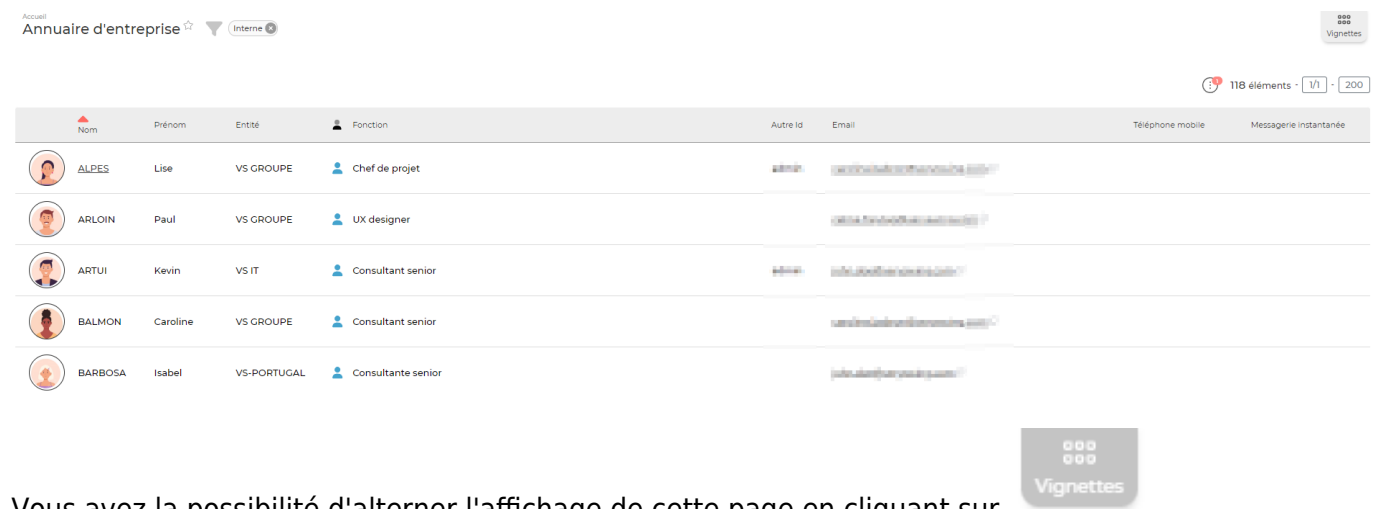 Accueil
Annuaire d'entreprise Interne
Vignettes
1 118 éléments - 1/1 - 200
Nom Prénom Entité Fonction Autre Id Email Téléphone mobile Messagerie instantanée
ALPES Lise VS GROUPE Chef de projet
ARLOIN Paul VS GROUPE UX designer
ARTUI Kevin VS IT Consultant senior
BALMON Caroline VS GROUPE Consultant senior
BARBOSA Isabel VS-PORTUGAL Consultante senior
Vignettes
Vous avez la possibilité d'alterner l'affichage de cette page en cliquant sur